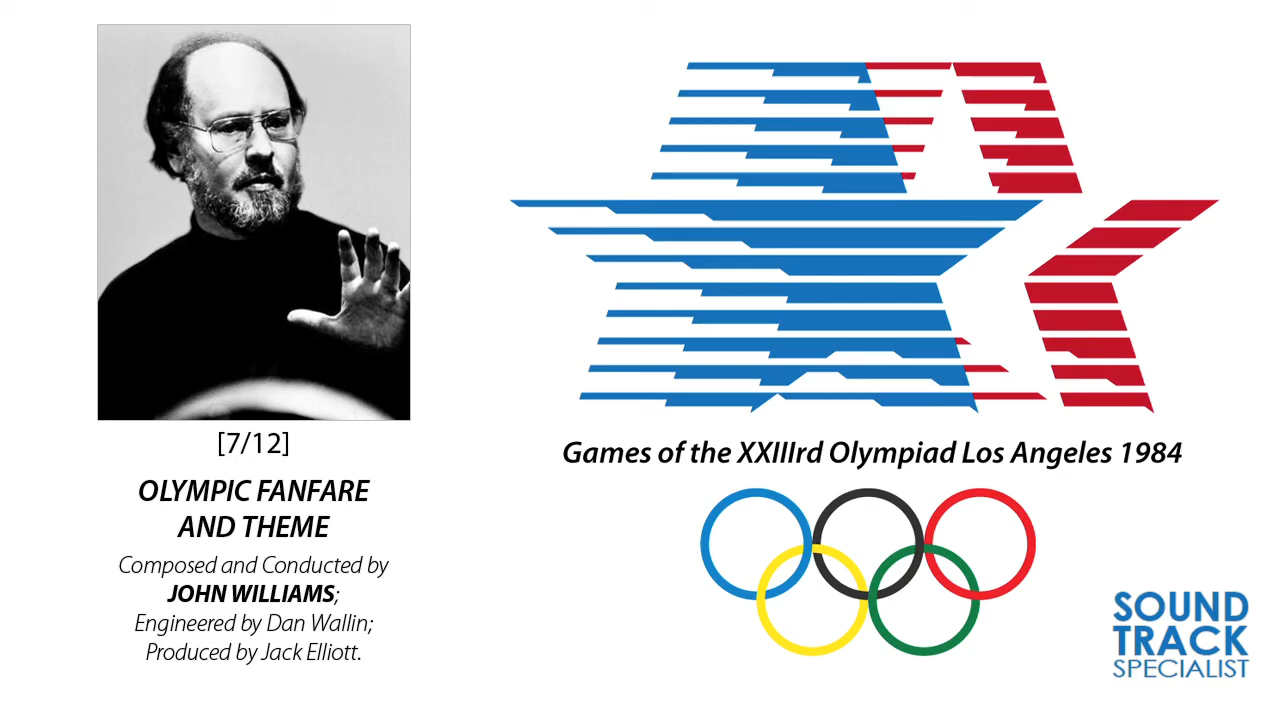 [7/12]
OLYMPIC FANFARE
AND THEME
Composed and Conducted by
JOHN WILLIAMS;
Engineered by Dan Wallin;
Produced by Jack Elliott.
Games of the XXIIIrd Olympiad Los Angeles 1984
SOUND
TRACK
SPECIALIST